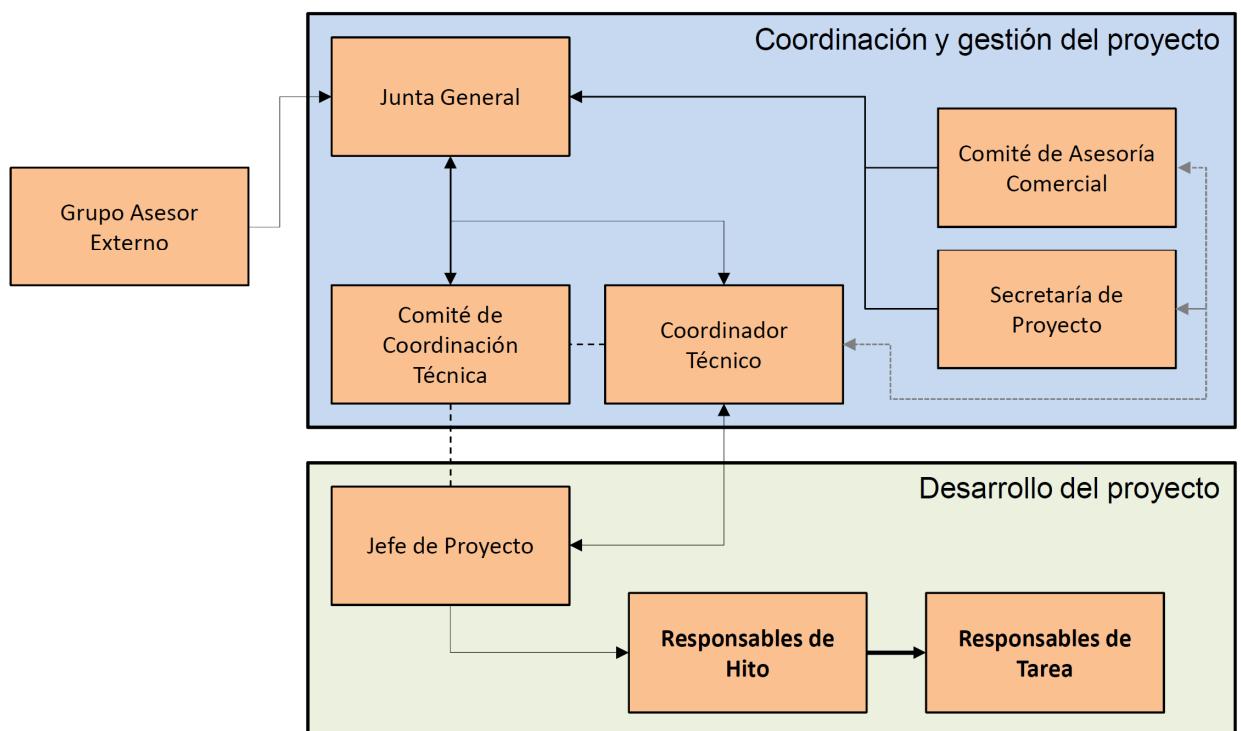 Coordinación y gestión del proyecto
Junta General
Comité de Asesoría
Comercial
Grupo Asesor
Externo
Secretaría de
Proyecto
Comité de
Coordinación
Técnica
Coordinador
Técnico
Desarrollo del proyecto
Jefe de Proyecto
Responsables de
Hito
Responsables de
Tarea